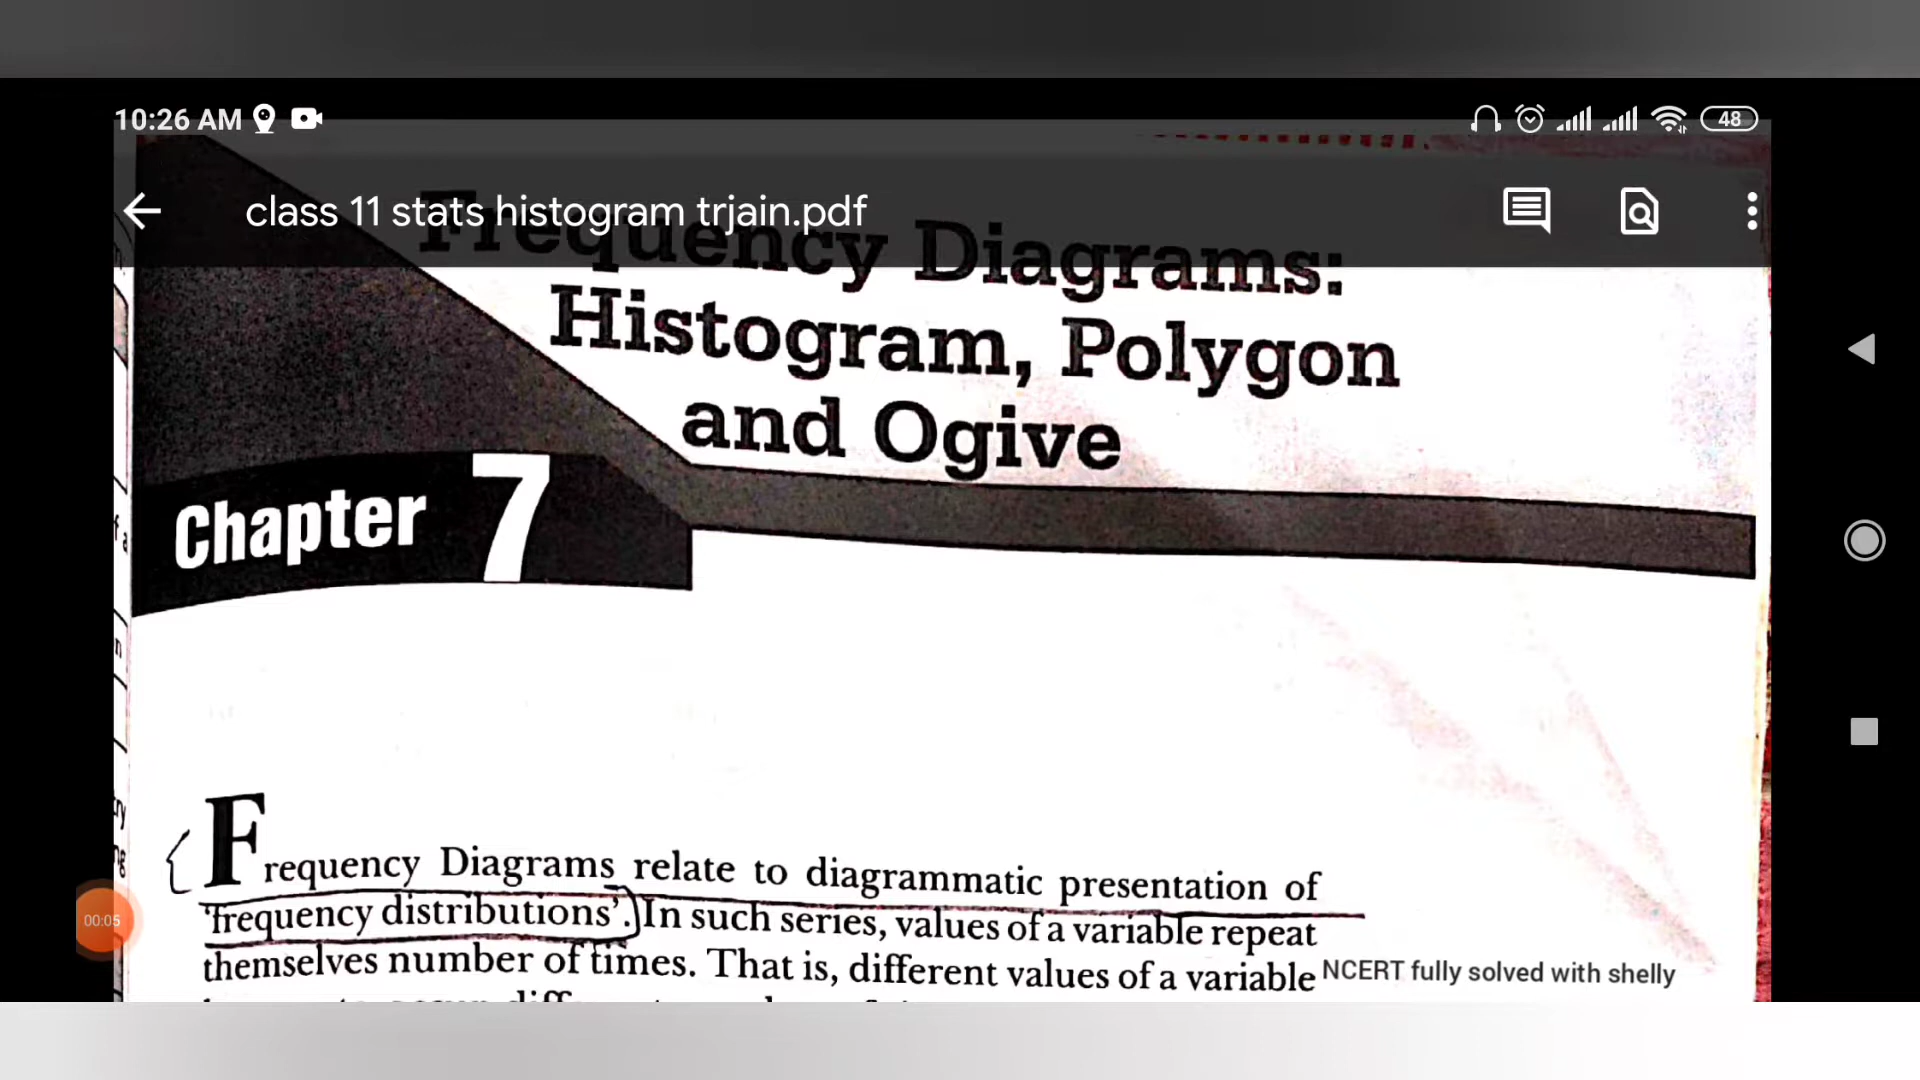 10:26 AM
48
class 11 stats histogram trjain.pdf
Frequency Diagrams:
Histogram, Polygon
and Ogive
Chapter 7
Frequency Diagrams relate to diagrammatic presentation of
'frequency distributions'. In such series, values of a variable repeat
themselves number of times. That is, different values of a variable
NCERT fully solved with shelly
00:05